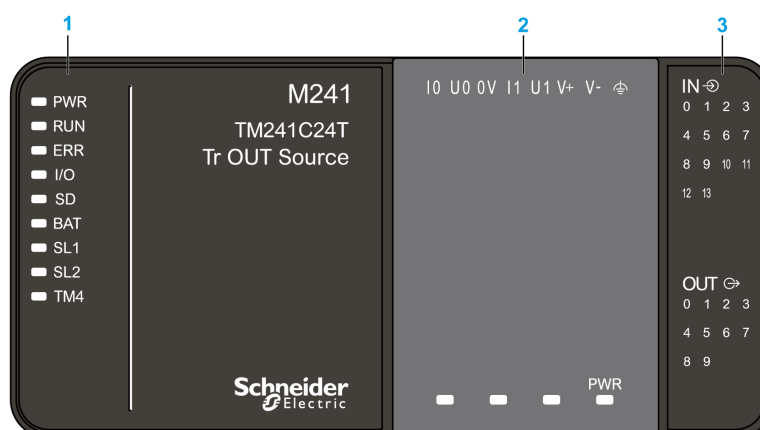 1
2
3
PWR
RUN
ERR
I/O
SD
BAT
SL1
SL2
TM4
M241
TM241C24T
Tr OUT Source
Schneider
Electric
I0 U0 0V I1 U1 V+ V-
PWR
IN
0 1 2 3
4 5 6 7
8 9 10 11
12 13
OUT
0 1 2 3
4 5 6 7
8 9